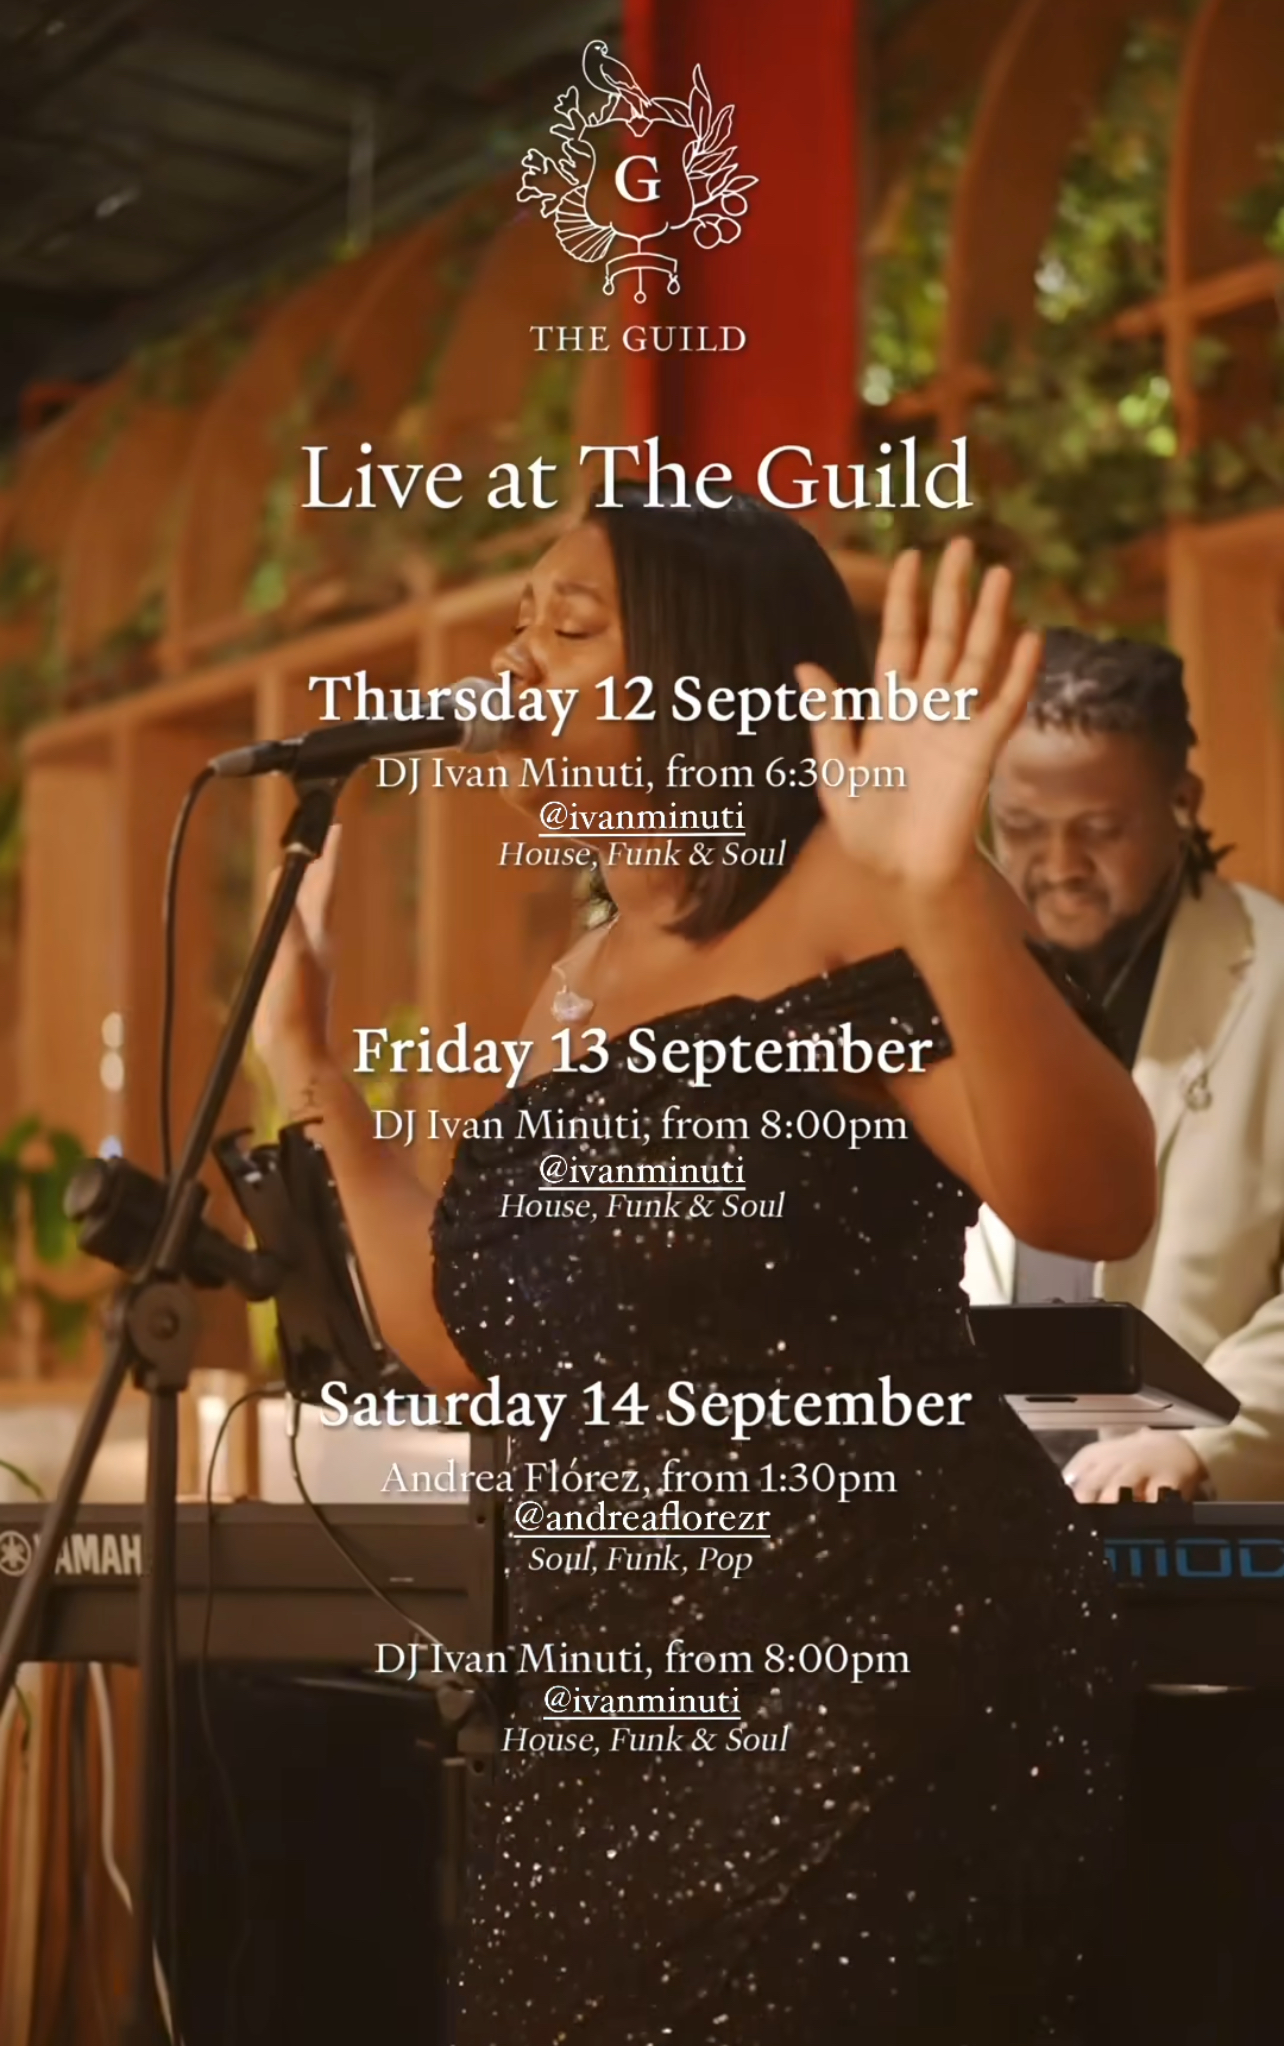 G
THE GUILD
Live at The Guild
Thursday 12 September
DJ Ivan Minuti, from 6:30pm
@ivanminuti
House, Funk & Soul
Friday 13 September
DJ Ivan Minuti, from 8:00pm
@ivanminuti
House, Funk & Soul
Saturday 14 September
Andrea Flórez, from 1:30pm
@andreaflorezr
Soul, Funk, Pop
YAMAH
MOD
DJ Ivan Minuti, from 8:00pm
@ivanminuti
House, Funk & Soul